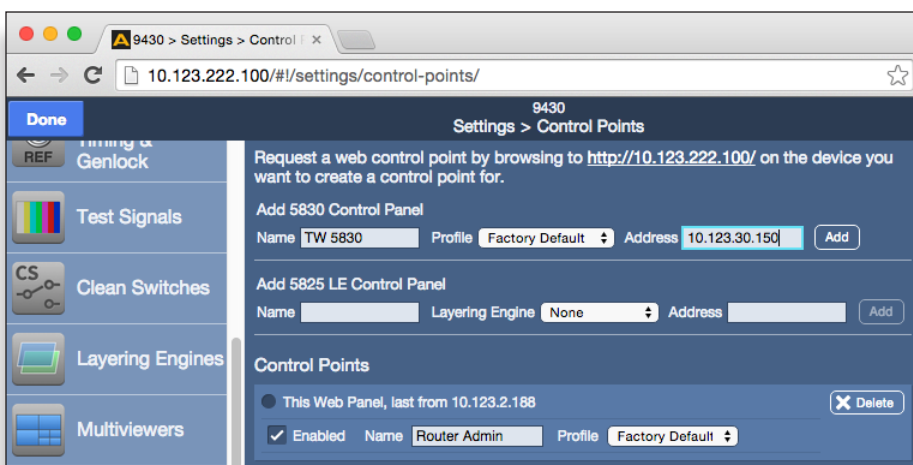 9430 > Settings > Control
10.123.222.100/#!/settings/control-points/
Done
9430
Settings > Control Points
REF
Timing &
Genlock
Test Signals
CS
Clean Switches
Layering Engines
Multiviewers
Request a web control point by browsing to http://10.123.222.100/ on the device you
want to create a control point for.
Add 5830 Control Panel
Name TW 5830 Profile Factory Default Address 10.123.30.150 Add
Add 5825 LE Control Panel
Name Layering Engine None Address Add
Control Points
This Web Panel, last from 10.123.2.188 Delete
Enabled Name Router Admin Profile Factory Default